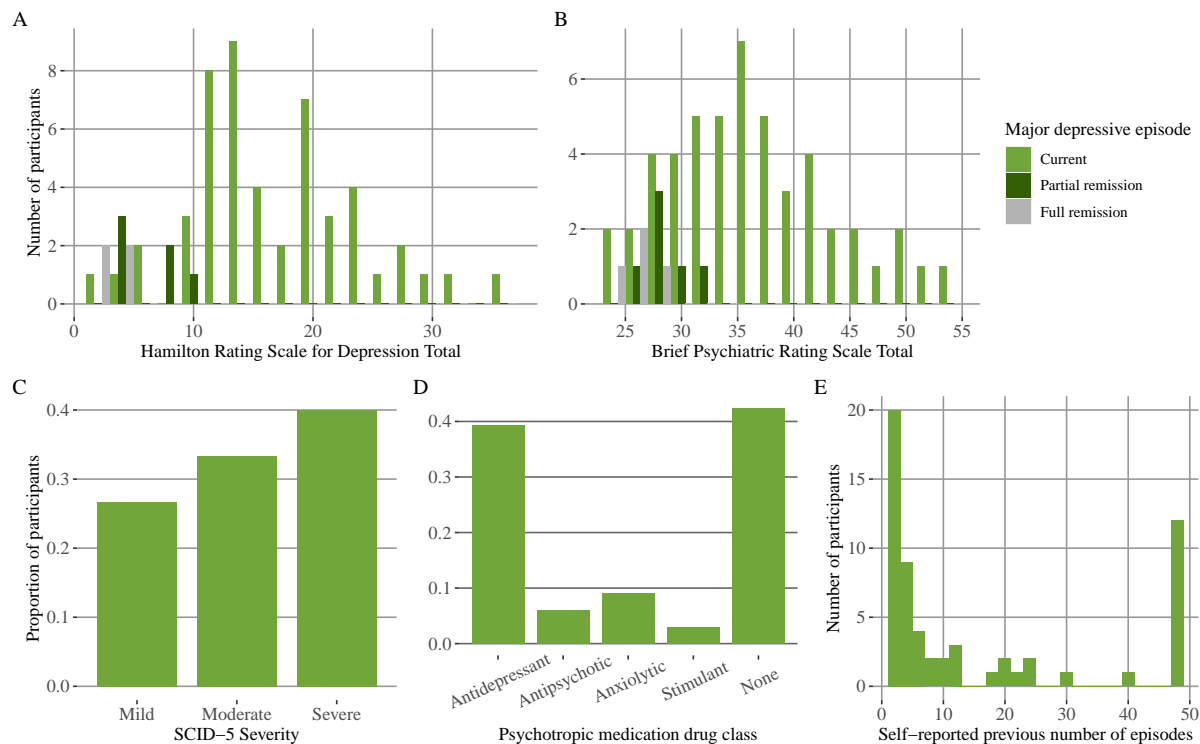 A
B
Number of participants
8
6
4
2
0
0
10
20
30
Hamilton Rating Scale for Depression Total
6
4
2
0
25
30
35
40
45
50
55
Brief Psychiatric Rating Scale Total
Major depressive episode
Current
Partial remission
Full remission
C
D
E
Proportion of participants
0.4
0.3
0.2
0.1
0.0
Mild
Moderate
Severe
SCID−5 Severity
0.4
0.3
0.2
0.1
0.0
Antidepressant
Antipsychotic
Anxiolytic
Stimulant
None
Psychotropic medication drug class
Number of participants
20
15
10
5
0
0
10
20
30
40
50
Self−reported previous number of episodes